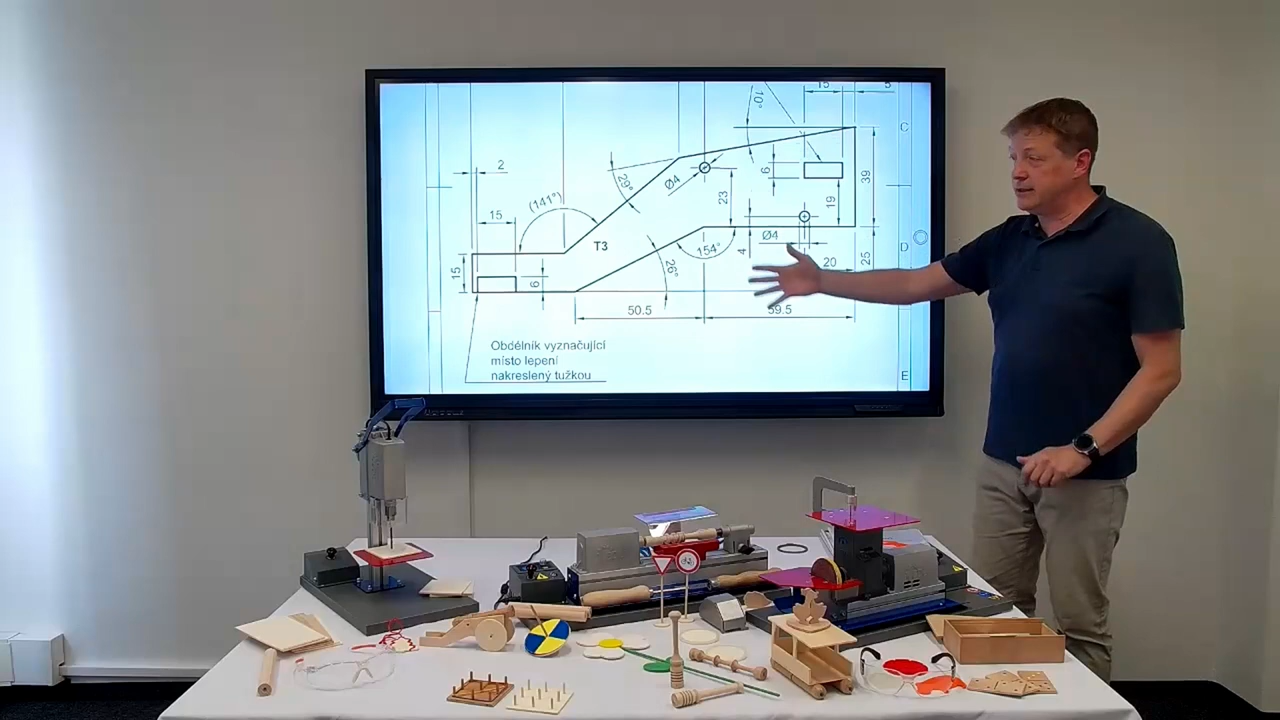 15
5
10°
C
2
29°
Ø4
6
39
(141°)
23
19
15
T3
154°
4
Ø4
D
15
6
26°
20
25
50.5
59.5
Obdélník vyznačující
místo lepení
nakreslený tužkou
E